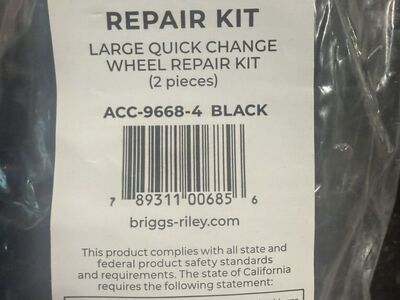 REPAIR KIT
LARGE QUICK CHANGE
WHEEL REPAIR KIT
(2 pieces)
ACC-9668-4 BLACK
7 89311 00685 6
briggs-riley.com
This product complies with all state and
federal product safety standards
and requirements. The state of California
requires the following statement: